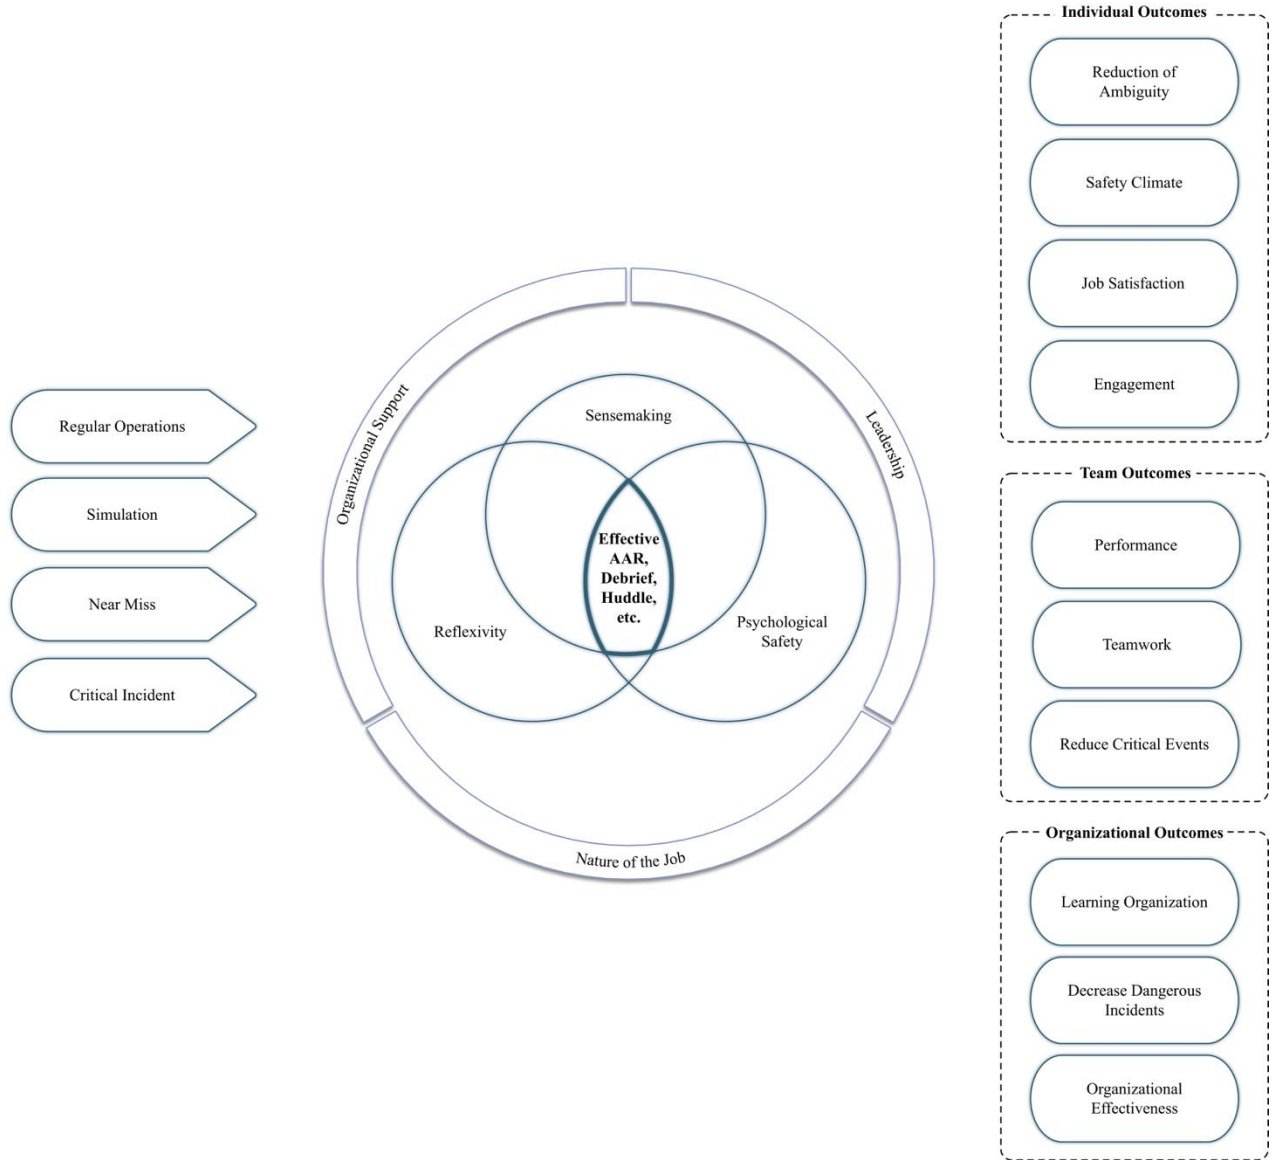 Regular Operations
Simulation
Near Miss
Critical Incident
Organizational Support
Leadership
Nature of the Job
Sensemaking
Reflexivity
Psychological
Safety
Effective
AAR,
Debrief,
Huddle,
etc.
Individual Outcomes
Reduction of
Ambiguity
Safety Climate
Job Satisfaction
Engagement
Team Outcomes
Performance
Teamwork
Reduce Critical Events
Organizational Outcomes
Learning Organization
Decrease Dangerous
Incidents
Organizational
Effectiveness